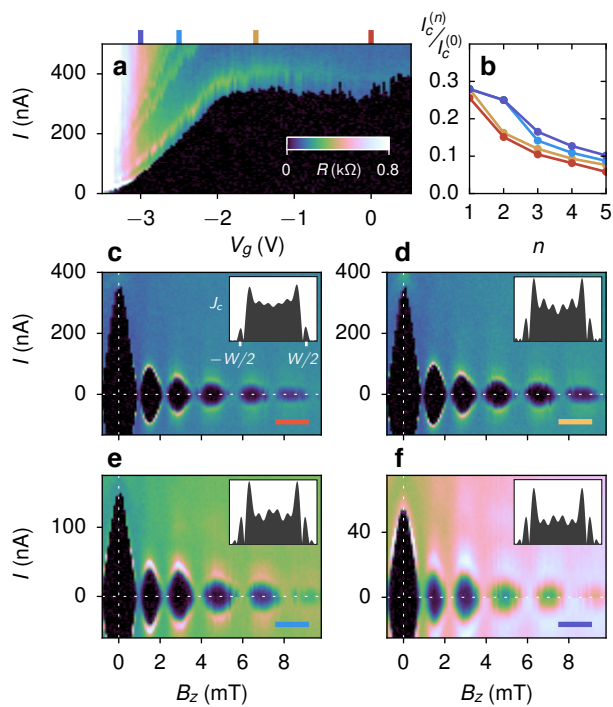 a
I (nA)
400
200
0
0 R (kΩ) 0.8
−3 −2 −1 0
V_g (V)
I_c^(n)/I_c^(0)
b
0.4
0.3
0.2
0.1
0.0
1 2 3 4 5
n
c
I (nA)
400
200
0
J_c
−W/2 W/2
d
400
200
0
e
I (nA)
100
0
0 2 4 6 8
B_z (mT)
f
40
0
0 2 4 6 8
B_z (mT)